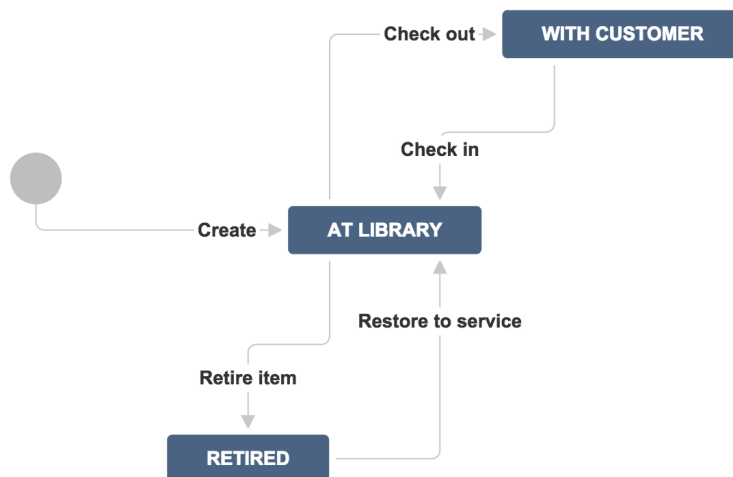 Check out
WITH CUSTOMER
Check in
Create
AT LIBRARY
Restore to service
Retire item
RETIRED